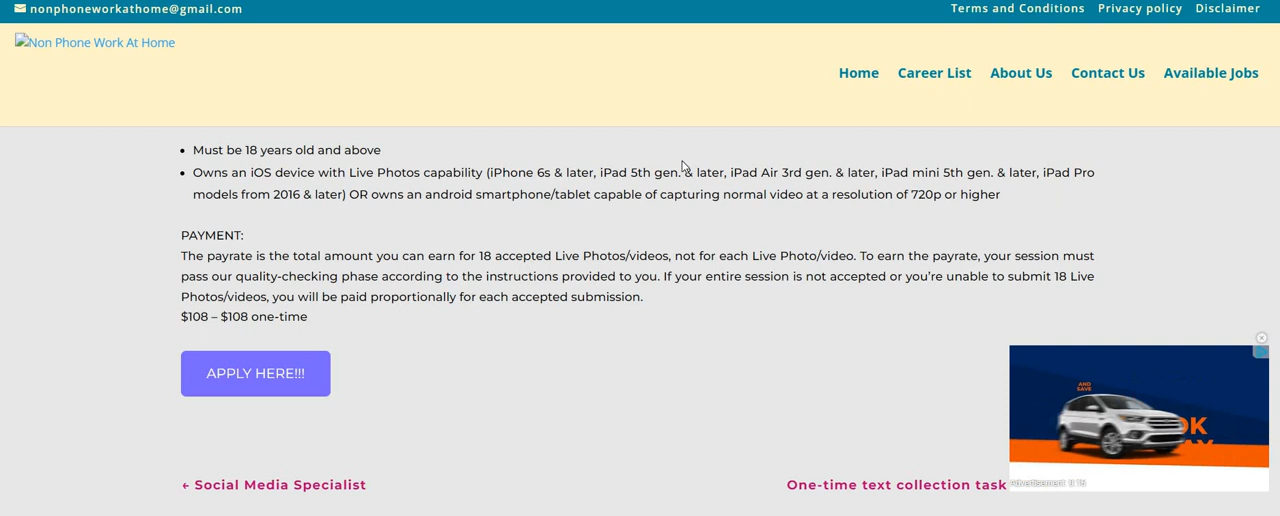 nonphoneworkathome@gmail.com
Terms and Conditions Privacy policy Disclaimer
Non Phone Work At Home
Home Career List About Us Contact Us Available Jobs
• Must be 18 years old and above
• Owns an iOS device with Live Photos capability (iPhone 6s & later, iPad 5th gen. & later, iPad Air 3rd gen. & later, iPad mini 5th gen. & later, iPad Pro
models from 2016 & later) OR owns an android smartphone/tablet capable of capturing normal video at a resolution of 720p or higher
PAYMENT:
The payrate is the total amount you can earn for 18 accepted Live Photos/videos, not for each Live Photo/video. To earn the payrate, your session must
pass our quality-checking phase according to the instructions provided to you. If your entire session is not accepted or you’re unable to submit 18 Live
Photos/videos, you will be paid proportionally for each accepted submission.
$108 – $108 one-time
APPLY HERE!!!
AND
SAVE
← Social Media Specialist
One-time text collection task